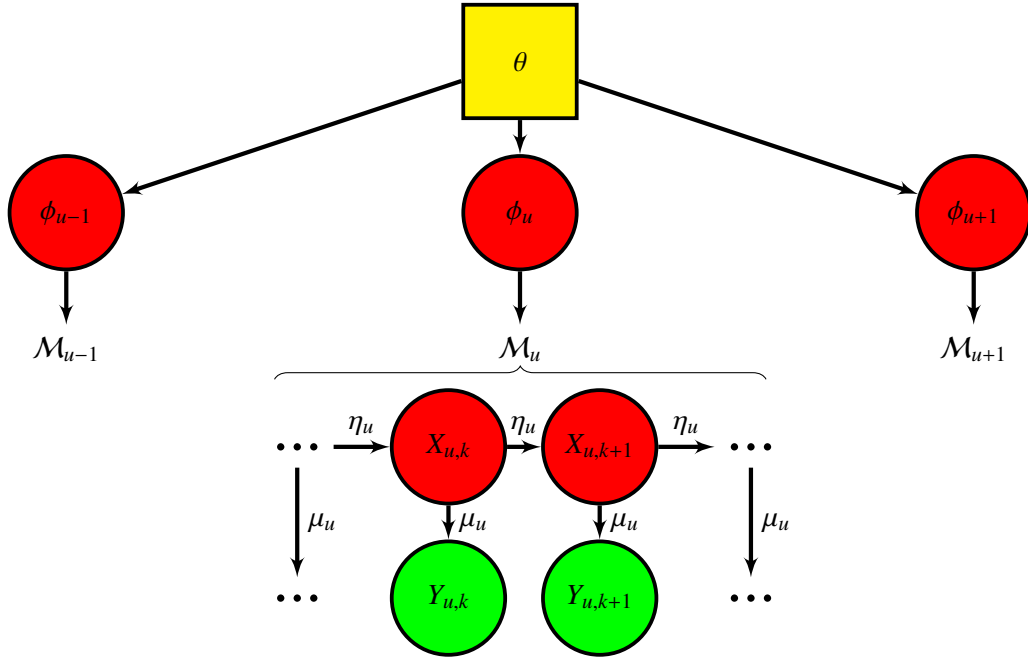 θ
ϕ_{u−1} ϕ_u ϕ_{u+1}
ℳ_{u−1} ℳ_u ℳ_{u+1}
••• η_u X_{u,k} η_u X_{u,k+1} η_u •••
μ_u μ_u μ_u μ_u
••• Y_{u,k} Y_{u,k+1} •••